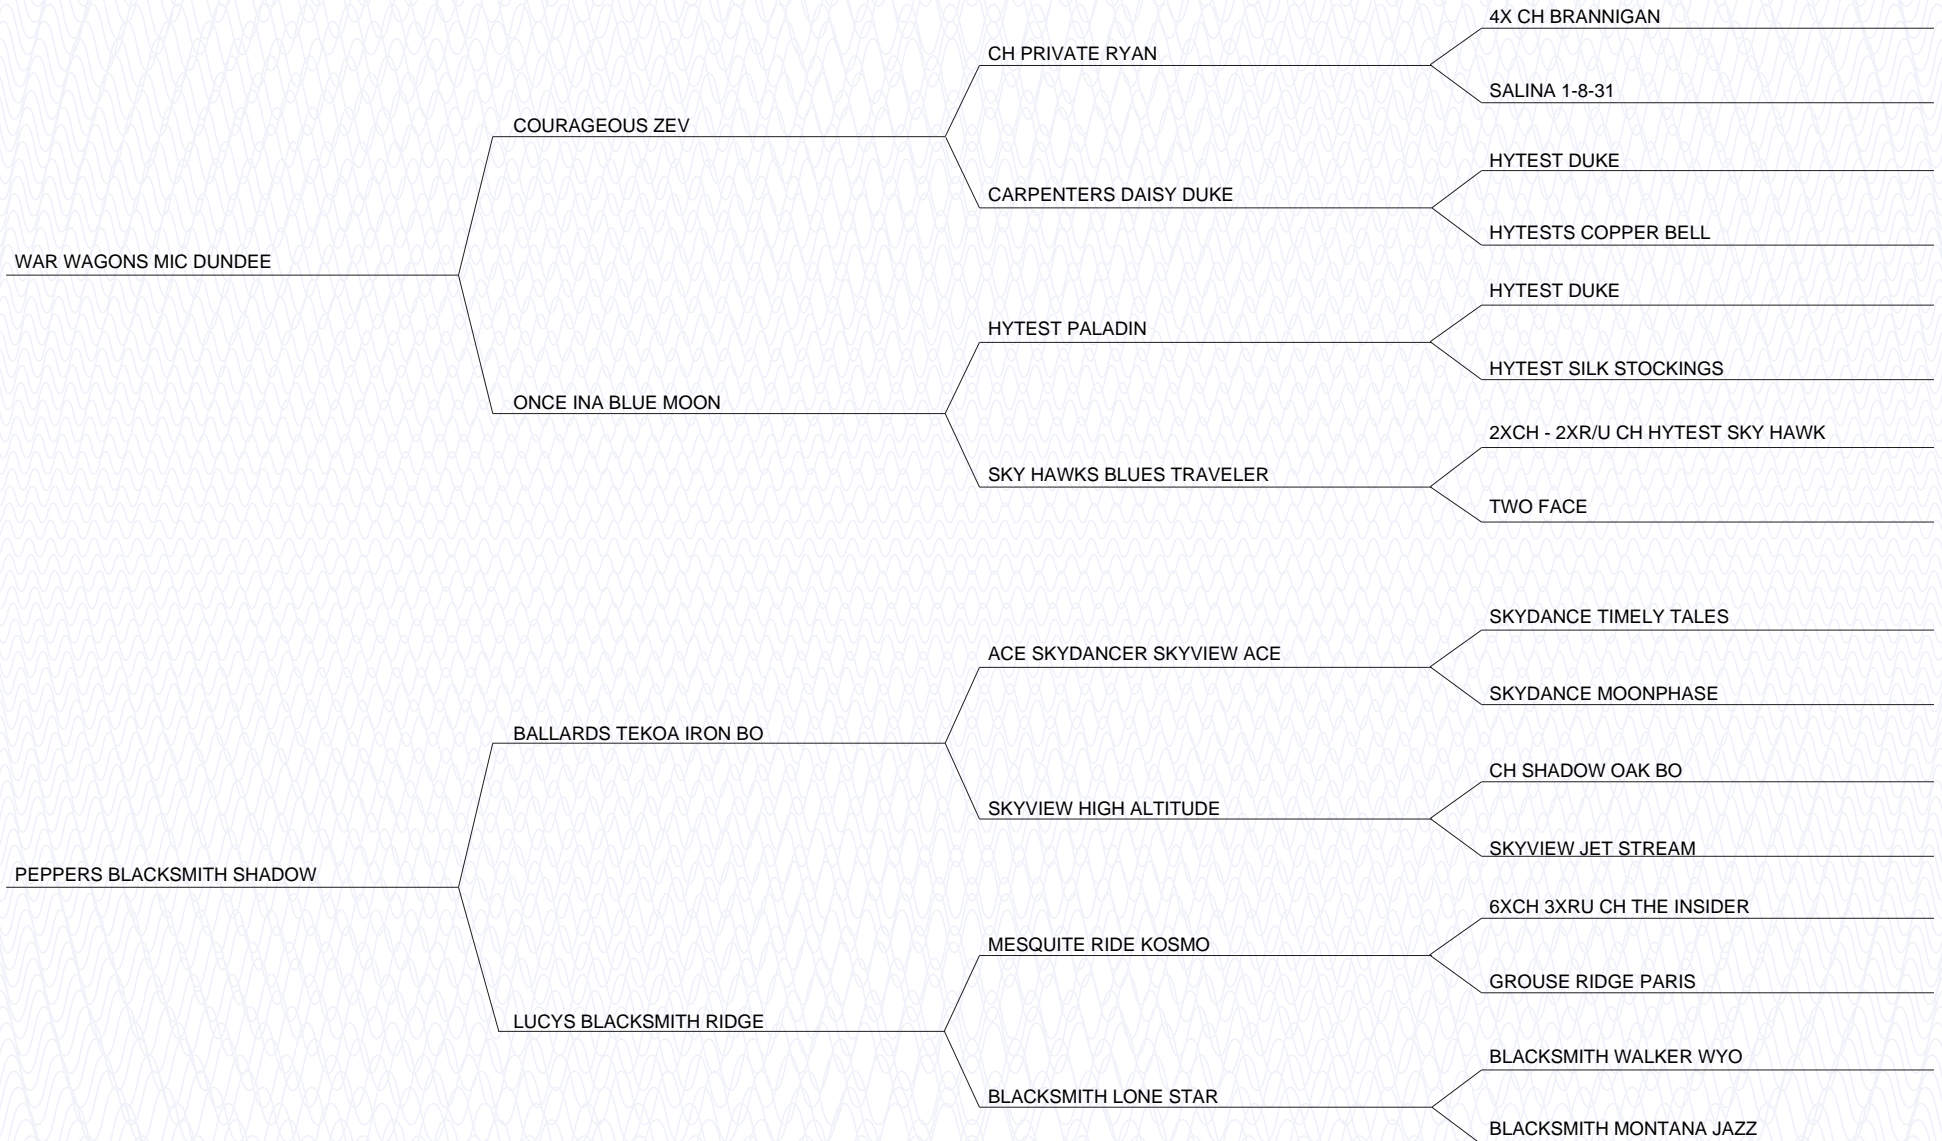 4X CH BRANNIGAN
CH PRIVATE RYAN
SALINA 1-8-31
COURAGEOUS ZEV
HYTEST DUKE
CARPENTERS DAISY DUKE
HYTESTS COPPER BELL
WAR WAGONS MIC DUNDEE
HYTEST DUKE
HYTEST PALADIN
HYTEST SILK STOCKINGS
ONCE INA BLUE MOON
2XCH - 2XR/U CH HYTEST SKY HAWK
SKY HAWKS BLUES TRAVELER
TWO FACE
SKYDANCE TIMELY TALES
ACE SKYDANCER SKYVIEW ACE
SKYDANCE MOONPHASE
BALLARDS TEKOA IRON BO
CH SHADOW OAK BO
SKYVIEW HIGH ALTITUDE
SKYVIEW JET STREAM
PEPPERS BLACKSMITH SHADOW
6XCH 3XRU CH THE INSIDER
MESQUITE RIDE KOSMO
GROUSE RIDGE PARIS
LUCYS BLACKSMITH RIDGE
BLACKSMITH WALKER WYO
BLACKSMITH LONE STAR
BLACKSMITH MONTANA JAZZ